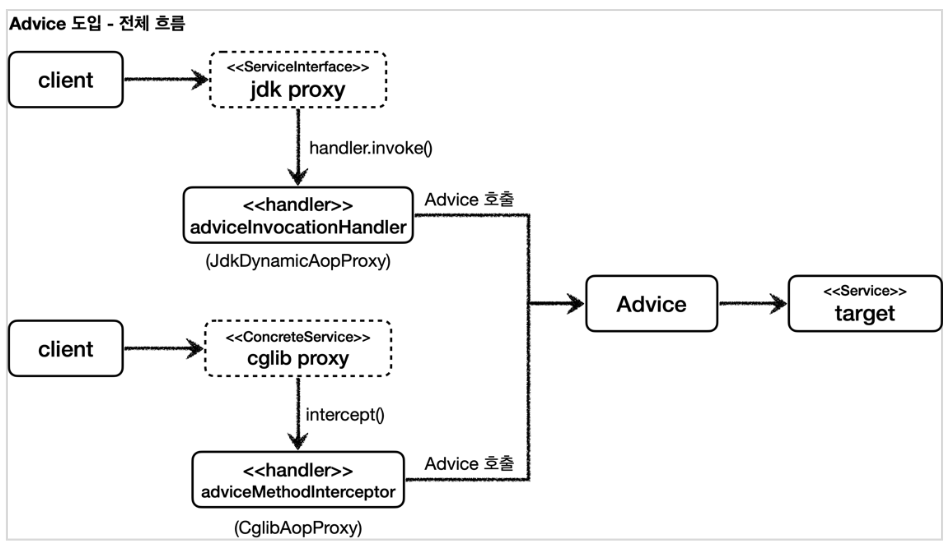 Advice 도입 - 전체 흐름
client
<<ServiceInterface>>
jdk proxy
handler.invoke()
<<handler>>
adviceInvocationHandler
(JdkDynamicAopProxy)
Advice 호출
Advice
<<Service>>
target
client
<<ConcreteService>>
cglib proxy
intercept()
<<handler>>
adviceMethodInterceptor
(CglibAopProxy)
Advice 호출